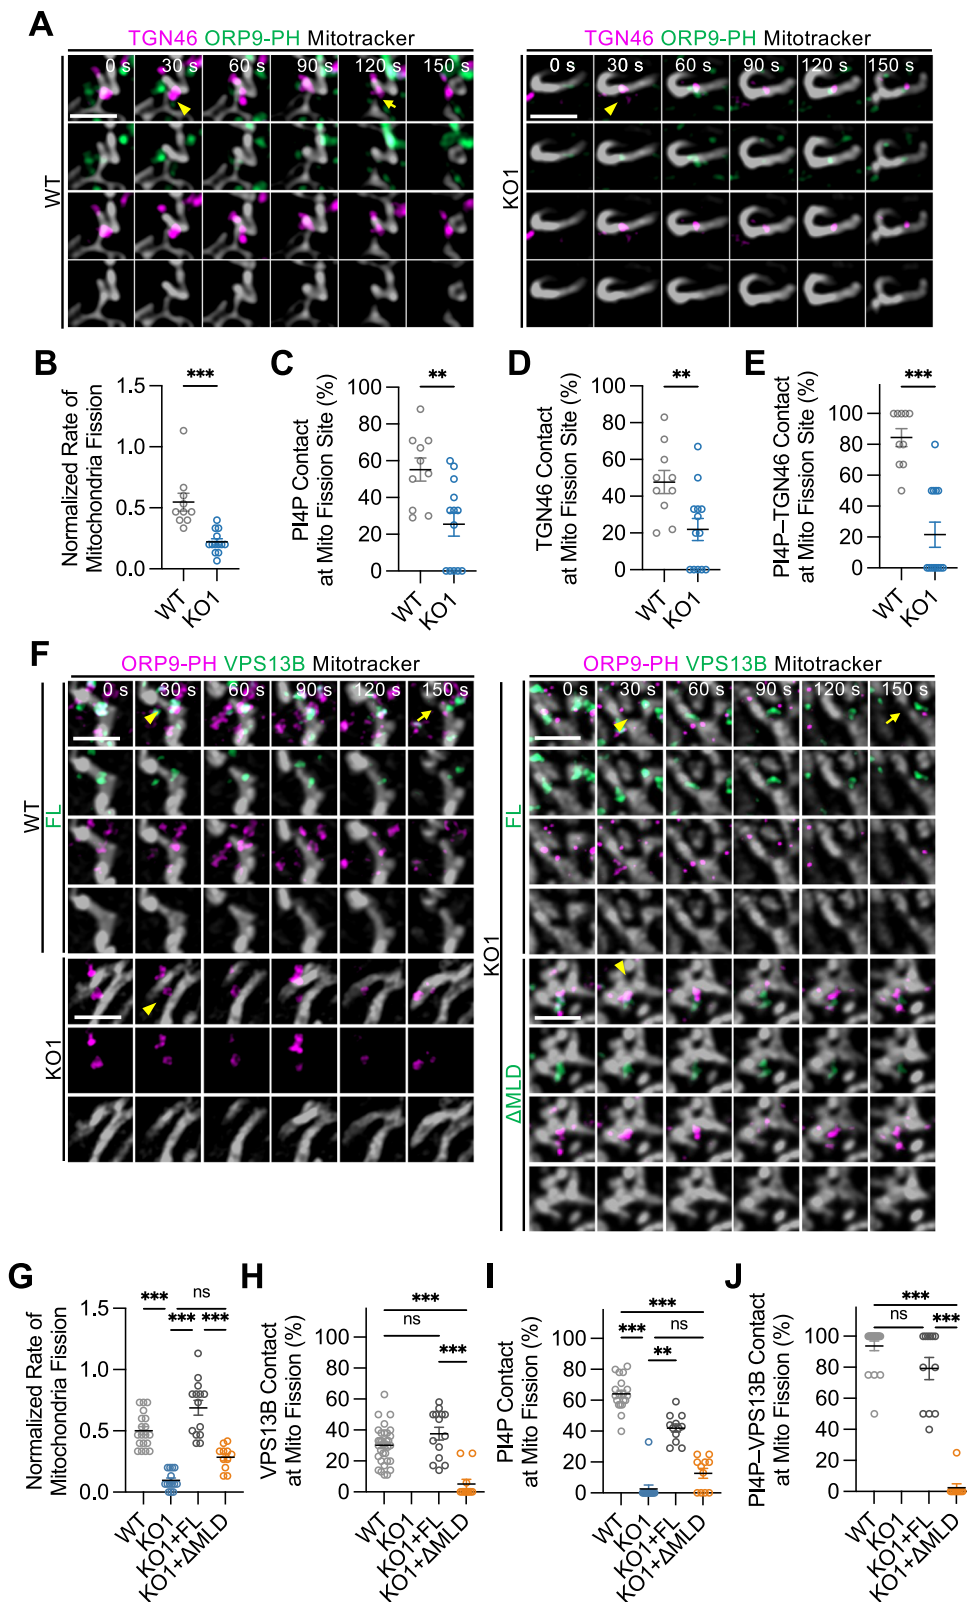 A
TGN46 ORP9-PH Mitotracker
0 s 30 s 60 s 90 s 120 s 150 s
WT
TGN46 ORP9-PH Mitotracker
0 s 30 s 60 s 90 s 120 s 150 s
KO1
B
Normalized Rate of
Mitochondria Fission
1.5
1.0
0.5
0.0
***
WT
KO1
C
PI4P Contact
at Mito Fission Site (%)
100
80
60
40
20
0
**
WT
KO1
D
TGN46 Contact
at Mito Fission Site (%)
100
80
60
40
20
0
**
WT
KO1
E
PI4P–TGN46 Contact
at Mito Fission Site (%)
100
80
60
40
20
0
***
WT
KO1
F
ORP9-PH VPS13B Mitotracker
0 s 30 s 60 s 90 s 120 s 150 s
WT
FL
KO1
ORP9-PH VPS13B Mitotracker
0 s 30 s 60 s 90 s 120 s 150 s
KO1
FL
ΔMLD
G
Normalized Rate of
Mitochondria Fission
1.5
1.0
0.5
0.0
ns
*** *** ***
WT
KO1
KO1+FL
KO1+ΔMLD
H
VPS13B Contact
at Mito Fission (%)
100
80
60
40
20
0
***
ns
***
WT
KO1
KO1+FL
KO1+ΔMLD
I
PI4P Contact
at Mito Fission (%)
100
80
60
40
20
0
***
*** ns
**
WT
KO1
KO1+FL
KO1+ΔMLD
J
PI4P–VPS13B Contact
at Mito Fission (%)
100
80
60
40
20
0
***
ns ***
WT
KO1
KO1+FL
KO1+ΔMLD